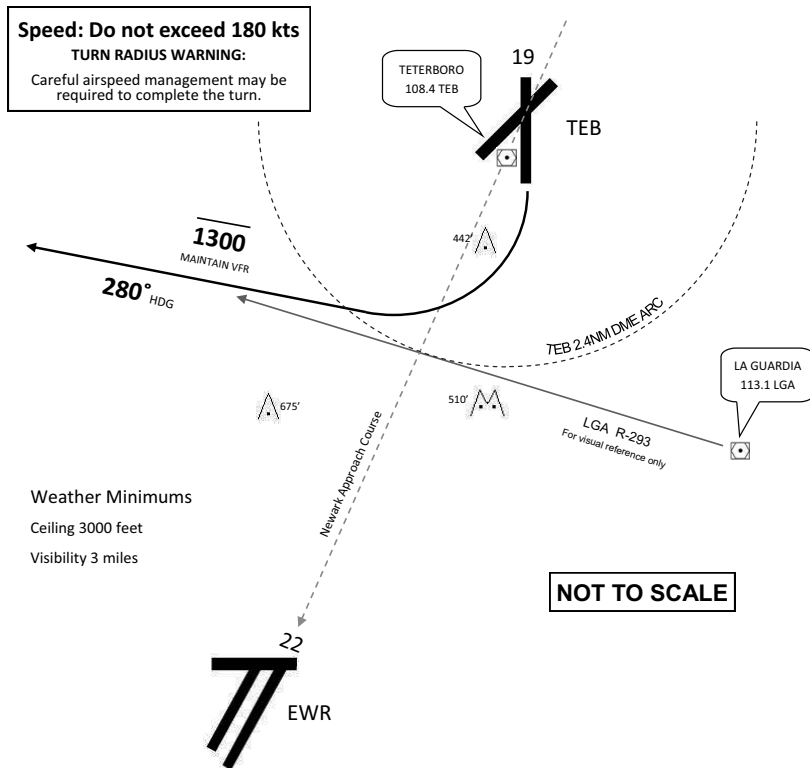 Speed: Do not exceed 180 kts
TURN RADIUS WARNING:
Careful airspeed management may be
required to complete the turn.
19
TETERBORO
108.4 TEB
TEB
442'
1300
MAINTAIN VFR
280° HDG
TEB 2.4NM DME ARC
LA GUARDIA
113.1 LGA
675'
510'
LGA R-293
For visual reference only
Newark Approach Course
Weather Minimums
Ceiling 3000 feet
Visibility 3 miles
NOT TO SCALE
22
EWR